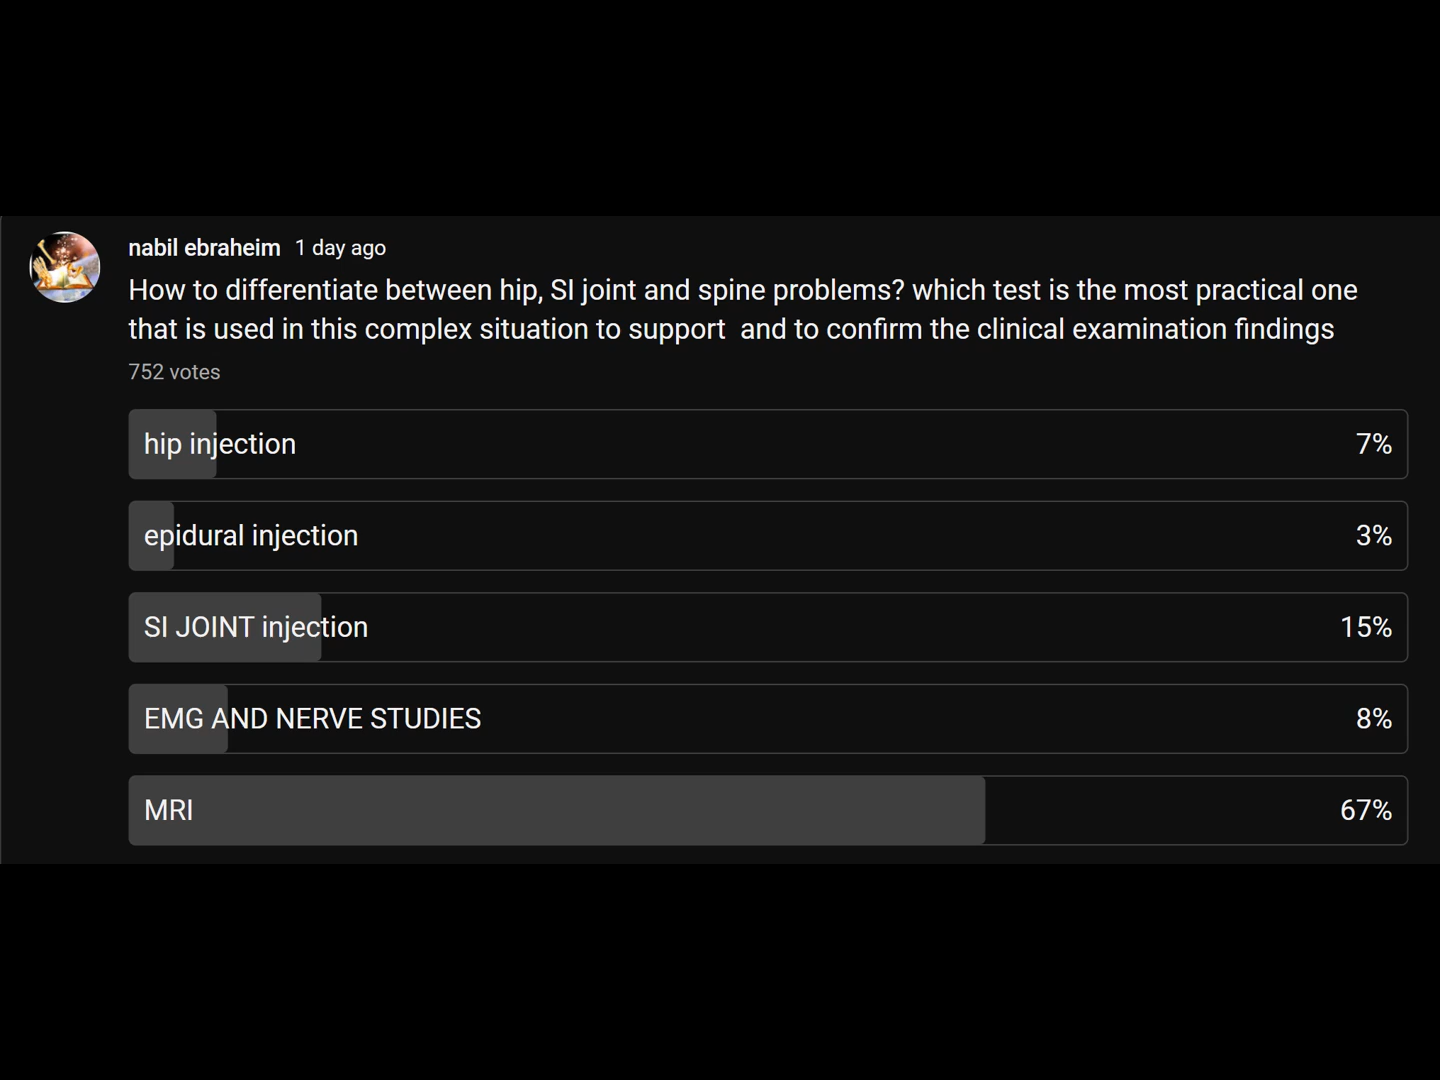 nabil ebraheim 1 day ago
How to differentiate between hip, SI joint and spine problems? which test is the most practical one
that is used in this complex situation to support  and to confirm the clinical examination findings
752 votes
hip injection 7%
epidural injection 3%
SI JOINT injection 15%
EMG AND NERVE STUDIES 8%
MRI 67%